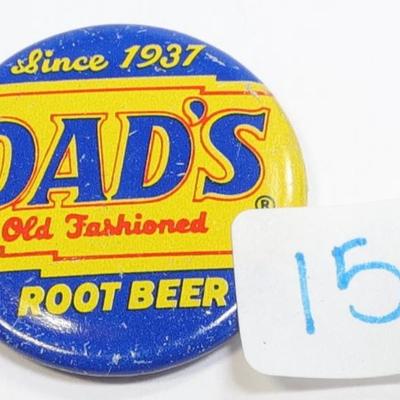 Since 1937
DAD'S®
Old Fashioned
ROOT BEER
15